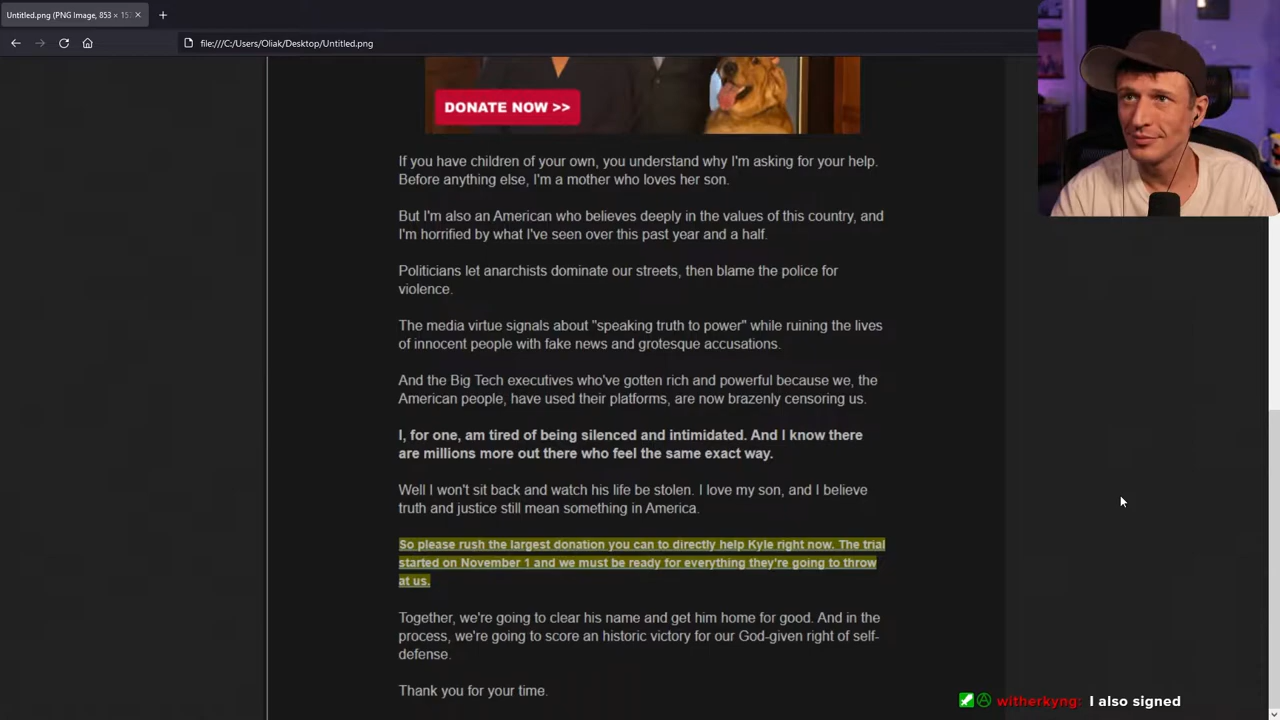 Untitled.png (PNG Image, 853 × 15
file:///C:/Users/Oliak/Desktop/Untitled.png
DONATE NOW >>
If you have children of your own, you understand why I'm asking for your help.
Before anything else, I'm a mother who loves her son.
But I'm also an American who believes deeply in the values of this country, and
I'm horrified by what I've seen over this past year and a half.
Politicians let anarchists dominate our streets, then blame the police for
violence.
The media virtue signals about "speaking truth to power" while ruining the lives
of innocent people with fake news and grotesque accusations.
And the Big Tech executives who've gotten rich and powerful because we, the
American people, have used their platforms, are now brazenly censoring us.
I, for one, am tired of being silenced and intimidated. And I know there
are millions more out there who feel the same exact way.
Well I won't sit back and watch his life be stolen. I love my son, and I believe
truth and justice still mean something in America.
So please rush the largest donation you can to directly help Kyle right now. The trial
started on November 1 and we must be ready for everything they're going to throw
at us.
Together, we're going to clear his name and get him home for good. And in the
process, we're going to score an historic victory for our God-given right of self-
defense.
Thank you for your time.
witherkyng: I also signed